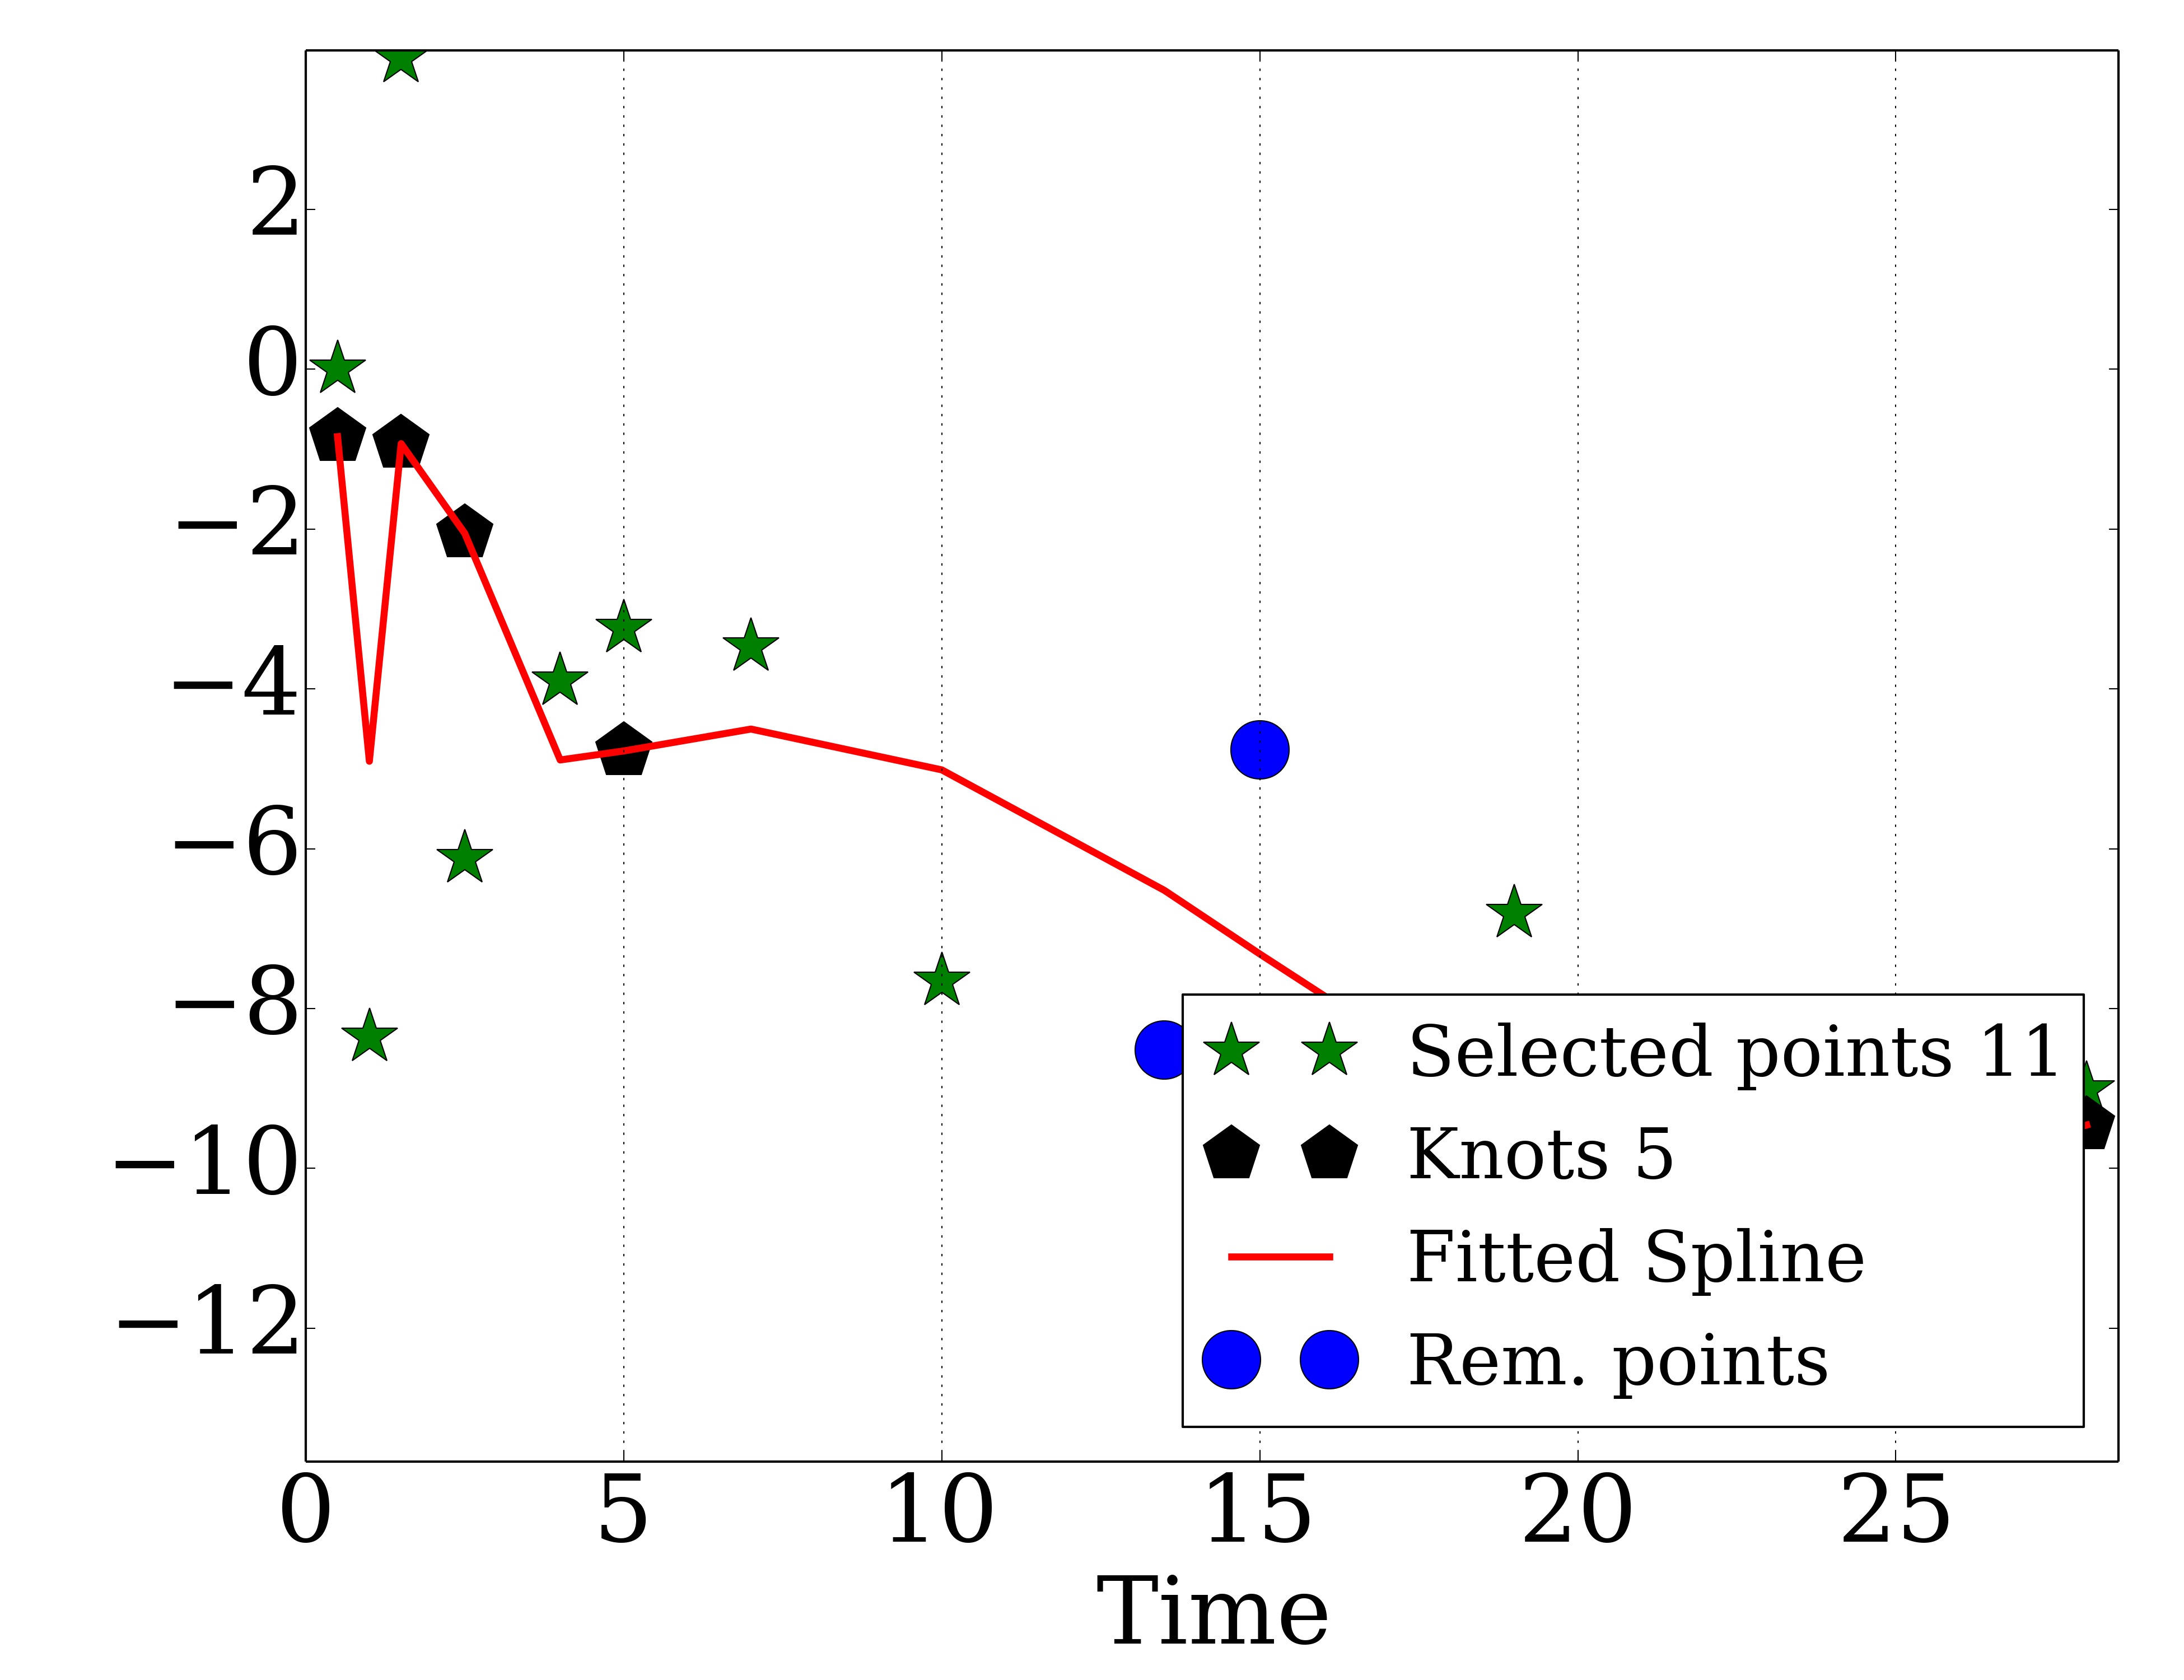 2
0
−2
−4
−6
−8
−10
−12
Selected points 11
Knots 5
Fitted Spline
Rem. points
0 5 10 15 20 25
Time